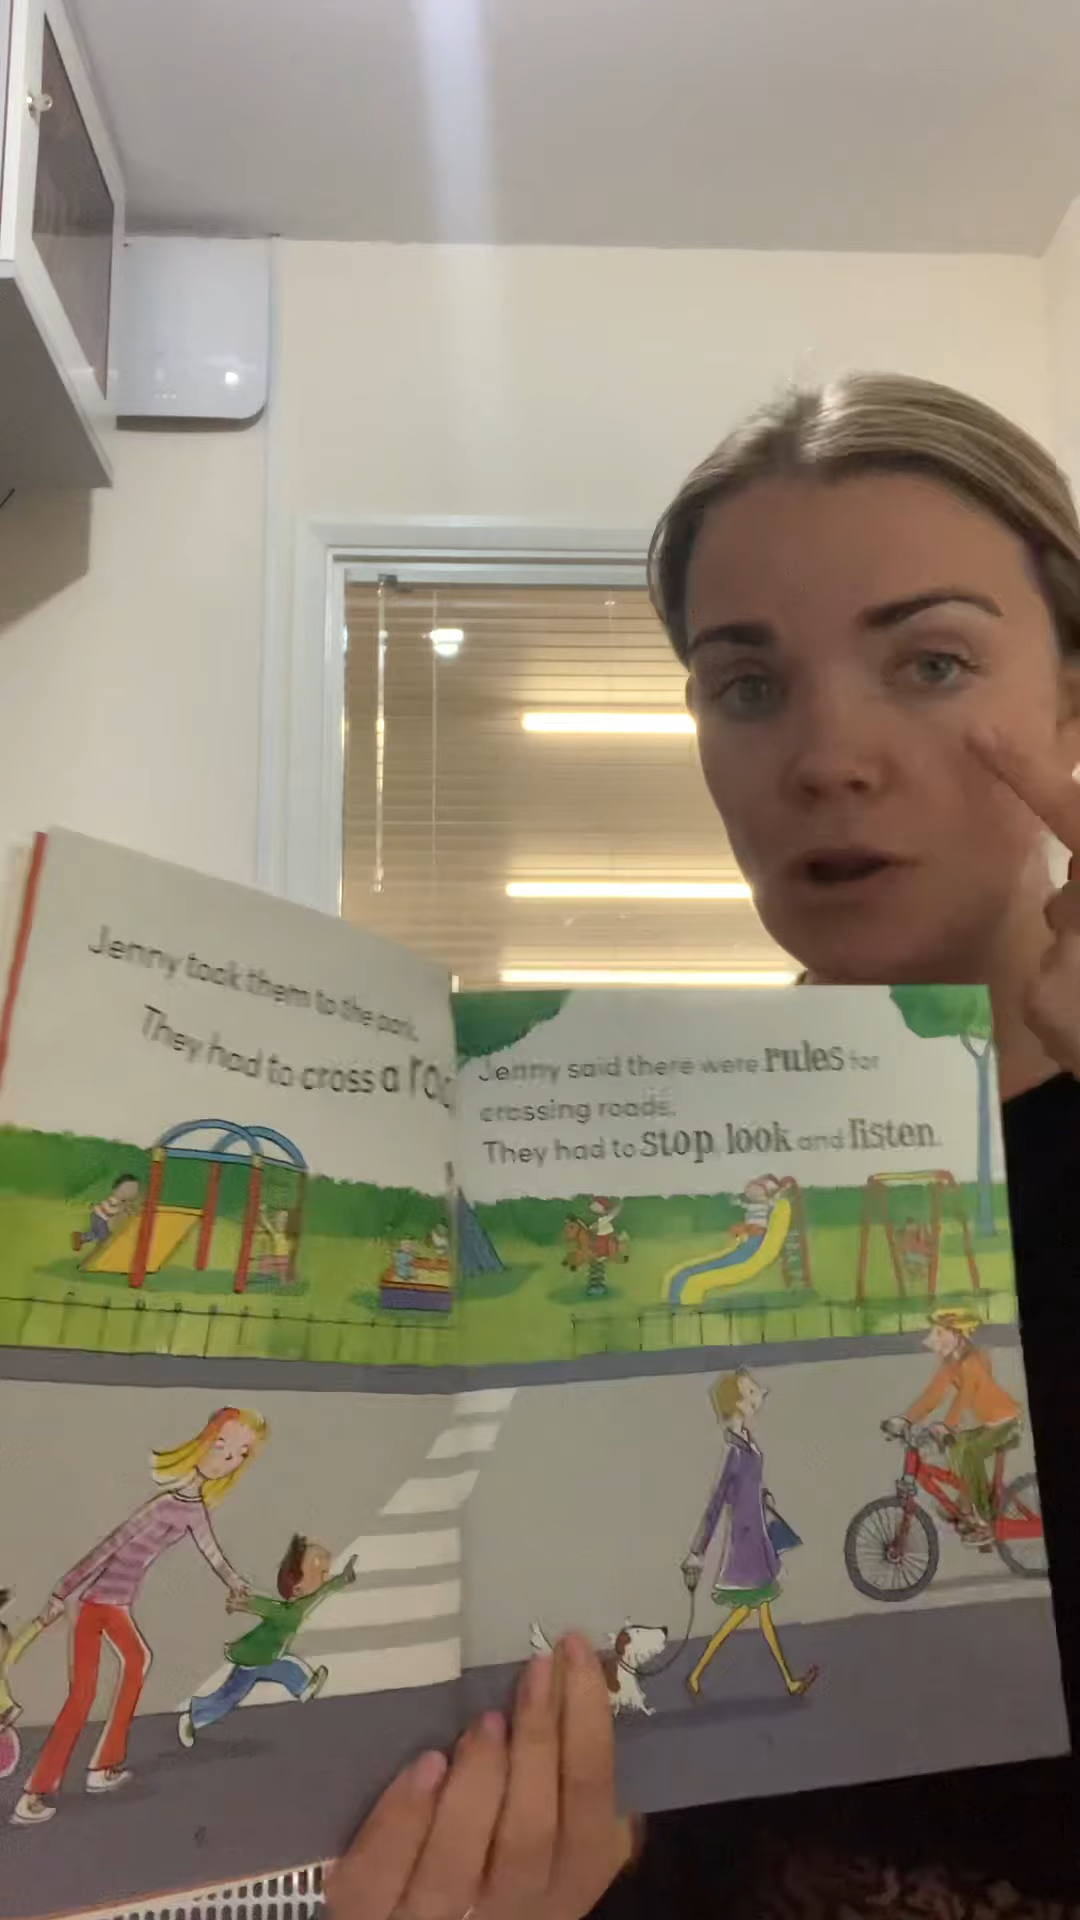 Jenny took them to the park.
They had to cross a roa
Jenny said there were rules for
crossing roads.
They had to stop, look and listen.